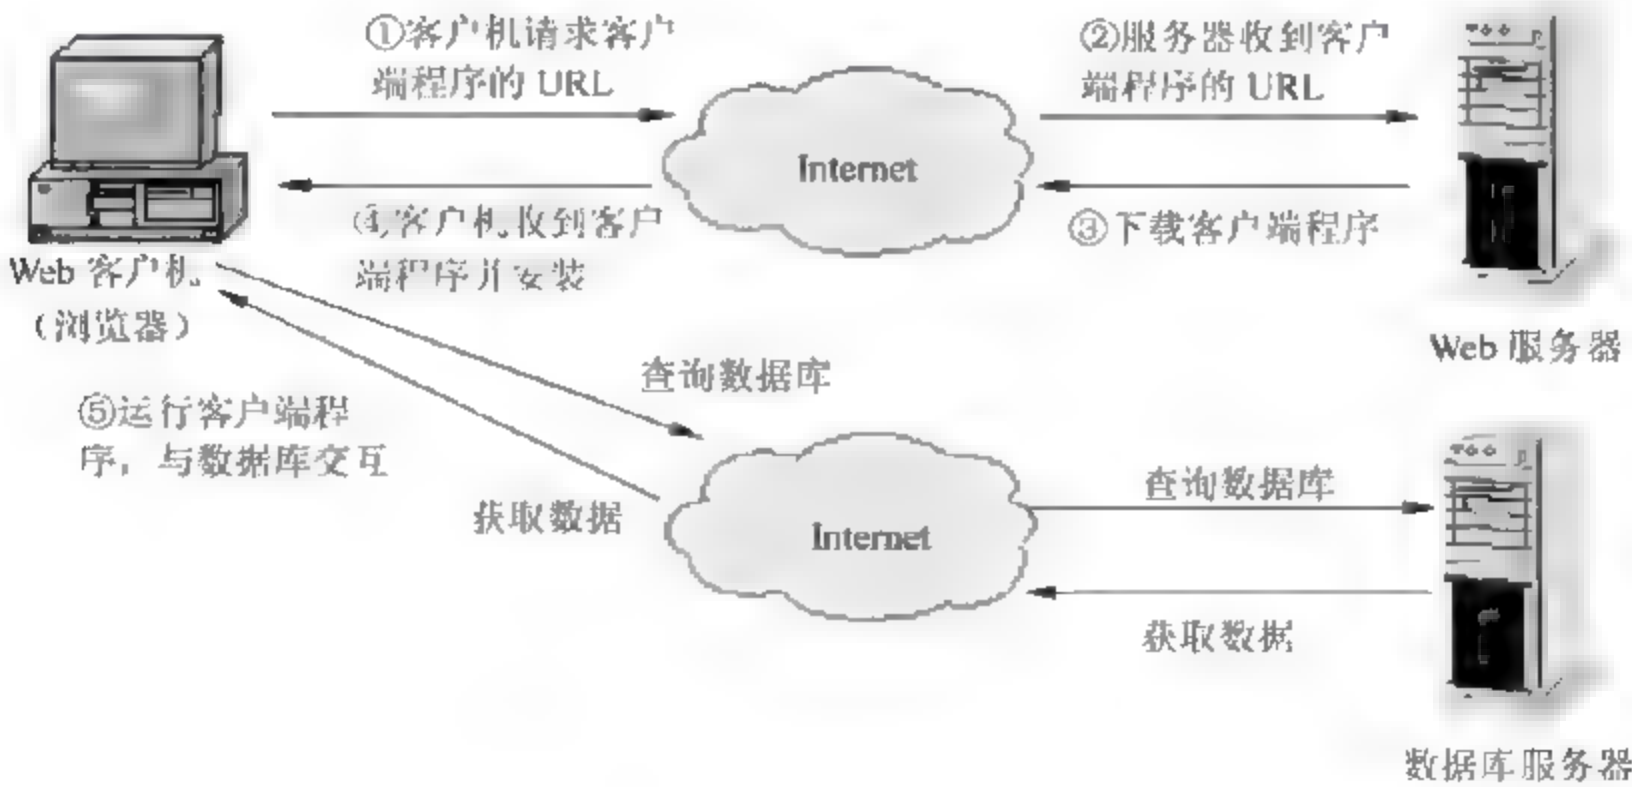 ①客户机请求客户
端程序的 URL
②服务器收到客户
端程序的 URL
Internet
④客户机收到客户
端程序并安装
③下载客户端程序
Web 客户机
（浏览器）
Web 服务器
查询数据库
⑤运行客户端程
序，与数据库交互
获取数据
Internet
查询数据库
获取数据
数据库服务器